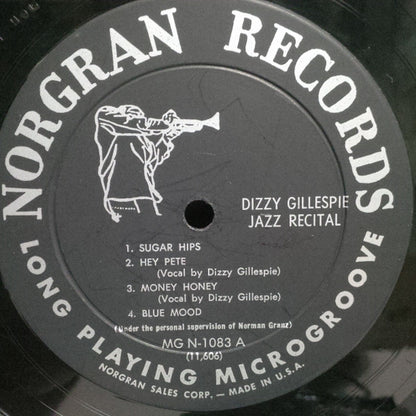 NORGRAN RECORDS
DIZZY GILLESPIE
JAZZ RECITAL
1. SUGAR HIPS
2. HEY PETE
(Vocal by Dizzy Gillespie)
3. MONEY HONEY
(Vocal by Dizzy Gillespie)
4. BLUE MOOD
(Under the personal supervision of Norman Granz)
MG N-1083 A
(11,606)
LONG PLAYING MICROGROOVE
NORGRAN SALES CORP. — MADE IN U.S.A.